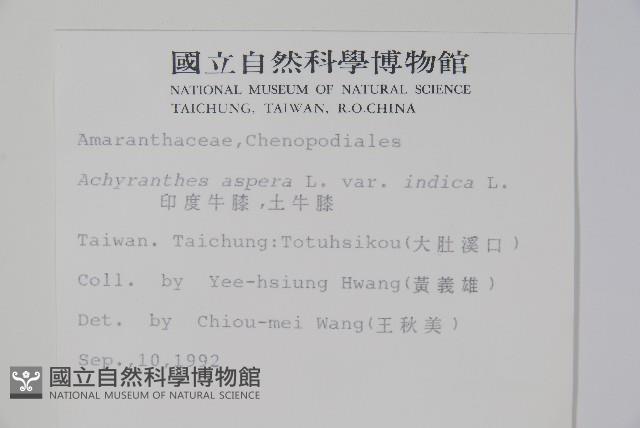 國立自然科學博物館
NATIONAL MUSEUM OF NATURAL SCIENCE
TAICHUNG, TAIWAN, R.O.CHINA
Amaranthaceae,Chenopodiales
Achyranthes aspera L. var. indica L.
印度牛膝,土牛膝
Taiwan. Taichung:Totuhsikou(大肚溪口)
Coll. by Yee-hsiung Hwang(黃義雄)
Det. by Chiou-mei Wang(王秋美)
Sep.,10,1992
國立自然科學博物館
NATIONAL MUSEUM OF NATURAL SCIENCE